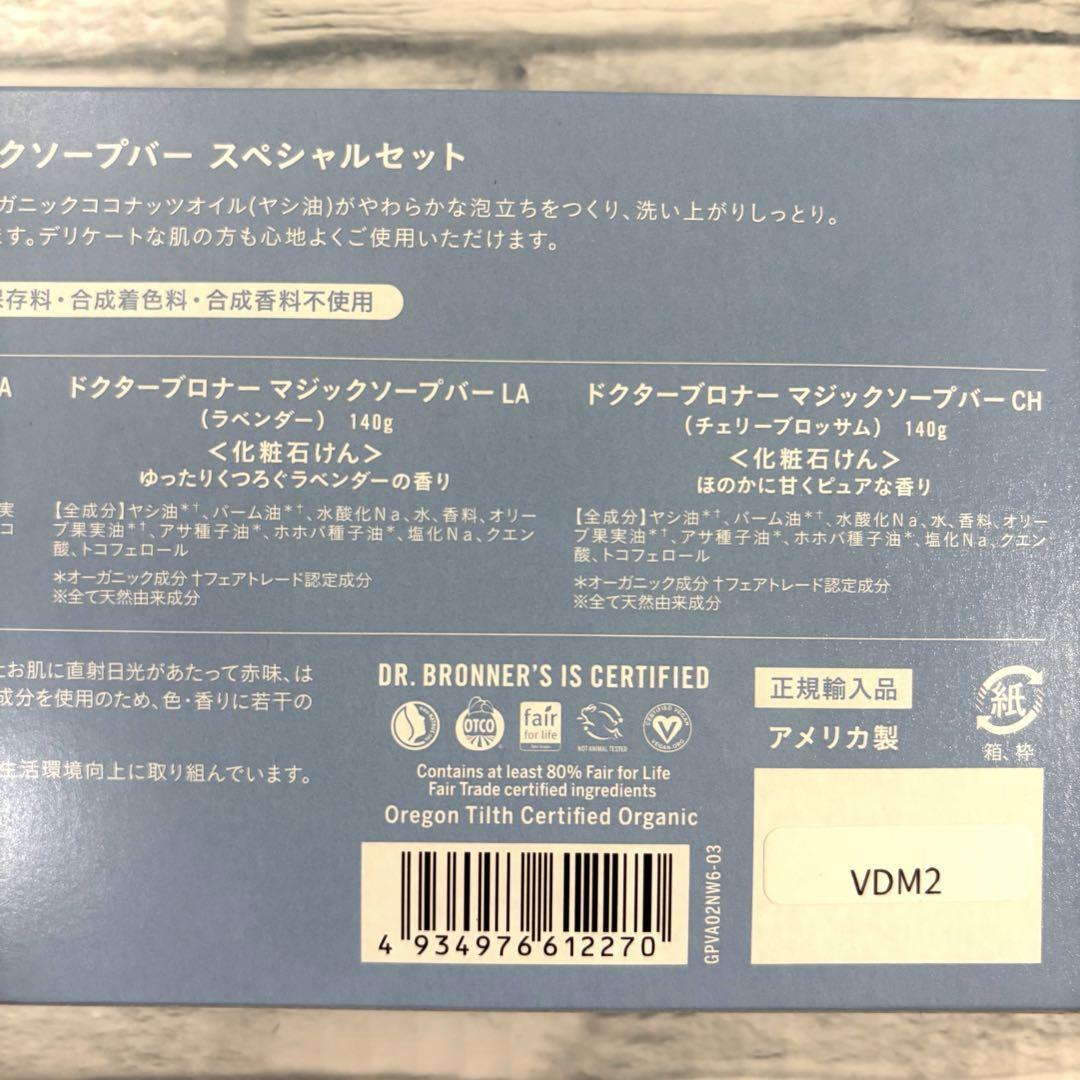 クソープバー スペシャルセット
ガニックココナッツオイル(ヤシ油)がやわらかな泡立ちをつくり、洗い上がりしっとり。
ます。デリケートな肌の方も心地よくご使用いただけます。
保存料・合成着色料・合成香料不使用
A
実
コ
ドクターブロナー マジックソープバー LA
(ラベンダー) 140g
<化粧石けん>
ゆったりくつろぐラベンダーの香り
【全成分】ヤシ油*†、パーム油*†、水酸化Na、水、香料、オリー
ブ果実油*†、アサ種子油*、ホホバ種子油*、塩化Na、クエン
酸、トコフェロール
*オーガニック成分 †フェアトレード認定成分
※全て天然由来成分
ドクターブロナー マジックソープバー CH
(チェリーブロッサム) 140g
<化粧石けん>
ほのかに甘くピュアな香り
【全成分】ヤシ油*†、パーム油*†、水酸化Na、水、香料、オリー
ブ果実油*†、アサ種子油*、ホホバ種子油*、塩化Na、クエン
酸、トコフェロール
*オーガニック成分 †フェアトレード認定成分
※全て天然由来成分
お肌に直射日光があたって赤味、は
成分を使用のため、色・香りに若干の
生活環境向上に取り組んでいます。
DR. BRONNER'S IS CERTIFIED
OTCO
fair
for life
NOT ANIMAL TESTED
CERTIFIED VEGAN
VEGAN.ORG
Contains at least 80% Fair for Life
Fair Trade certified ingredients
Oregon Tilth Certified Organic
4 934976 612270
GPVA02NW6-03
正規輸入品
アメリカ製
紙
箱、枠
VDM2